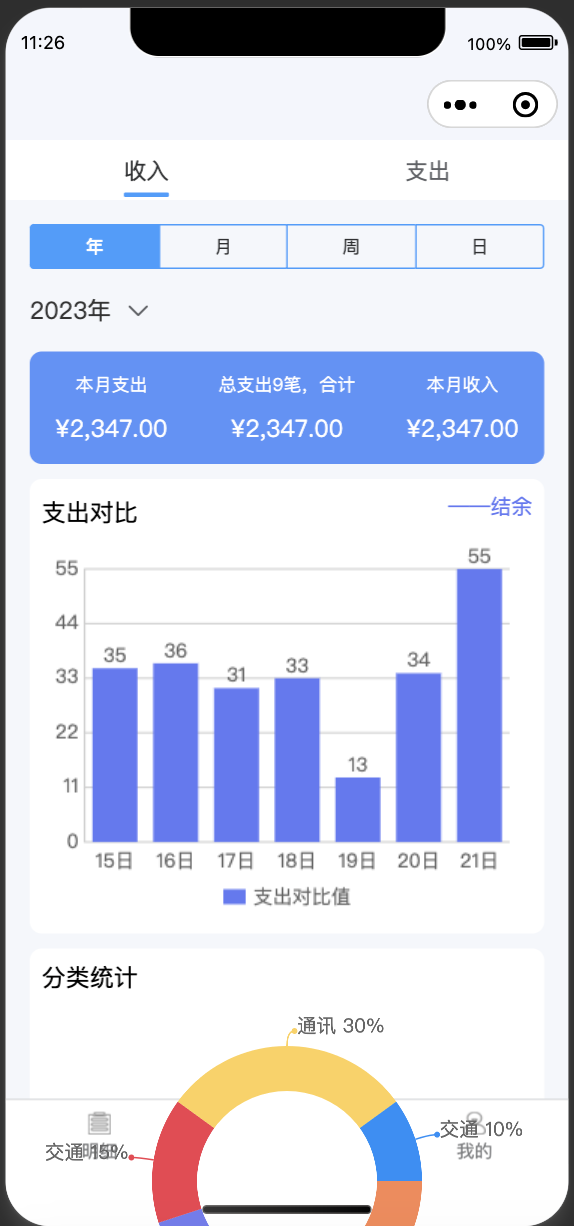 11:26
100%
收入 支出
年 月 周 日
2023年
本月支出 总支出9笔，合计 本月收入
¥2,347.00 ¥2,347.00 ¥2,347.00
支出对比
——结余
55
55
44
35 36 31 33 13 34
33
22
11
0
15日 16日 17日 18日 19日 20日 21日
支出对比值
分类统计
通讯 30%
交通 10%
交通 15%
明细
我的